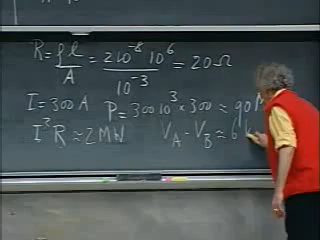 R = ρl/A = 2 10⁻⁸ 10⁶ / 10⁻³ = 20 Ω
I = 300 A P = 300 10³ × 300 ≈ 90
I²R ≈ 2 MW V_A - V_B ≈ 6